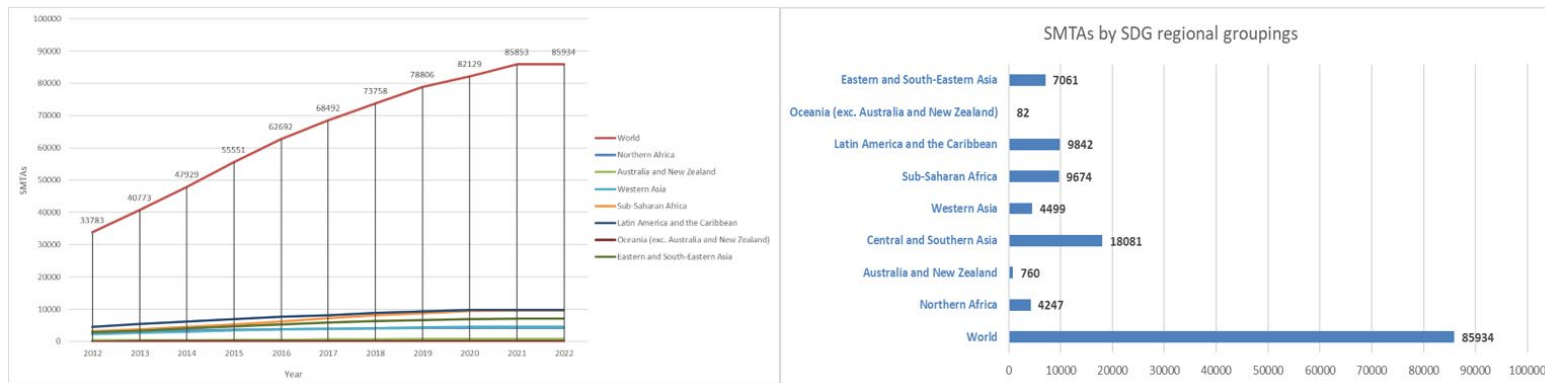 100000
90000
80000
70000
60000
50000
40000
30000
20000
10000
0
SMTAs
33783
40773
47929
55551
62692
68492
73758
78806
82129
85853
85934
2012 2013 2014 2015 2016 2017 2018 2019 2020 2021 2022
Year
World
Northern Africa
Australia and New Zealand
Western Asia
Sub-Saharan Africa
Latin America and the Caribbean
Oceania (exc. Australia and New Zealand)
Eastern and South-Eastern Asia
SMTAs by SDG regional groupings
Eastern and South-Eastern Asia 7061
Oceania (exc. Australia and New Zealand) 82
Latin America and the Caribbean 9842
Sub-Saharan Africa 9674
Western Asia 4499
Central and Southern Asia 18081
Australia and New Zealand 760
Northern Africa 4247
World 85934
0 10000 20000 30000 40000 50000 60000 70000 80000 90000 100000